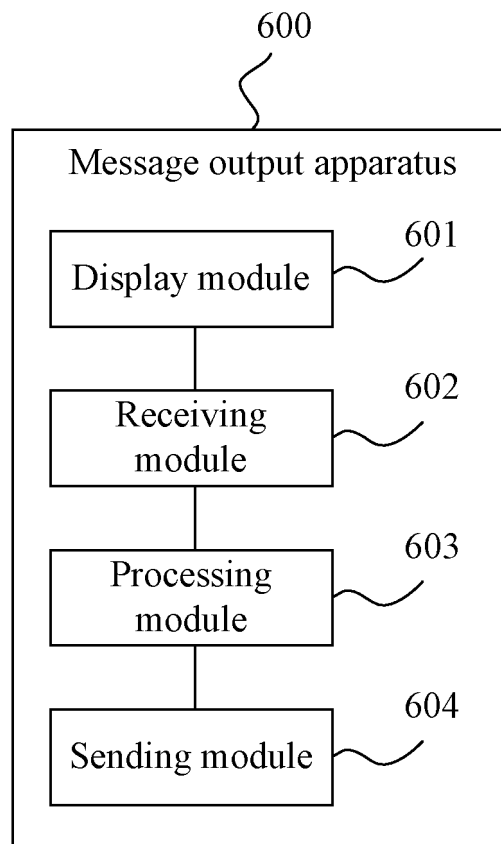 600
Message output apparatus
601
Display module
602
Receiving
module
603
Processing
module
604
Sending module